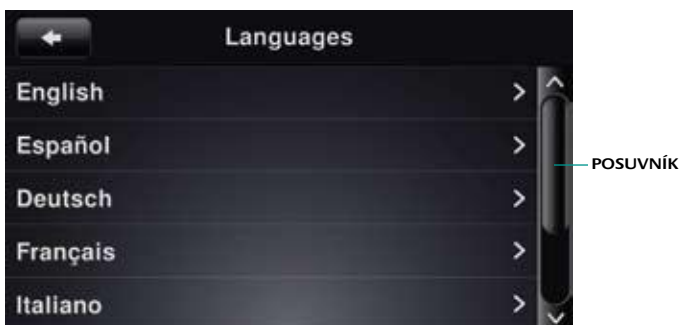 Languages
English
Español
POSUVNÍK
Deutsch
Français
Italiano